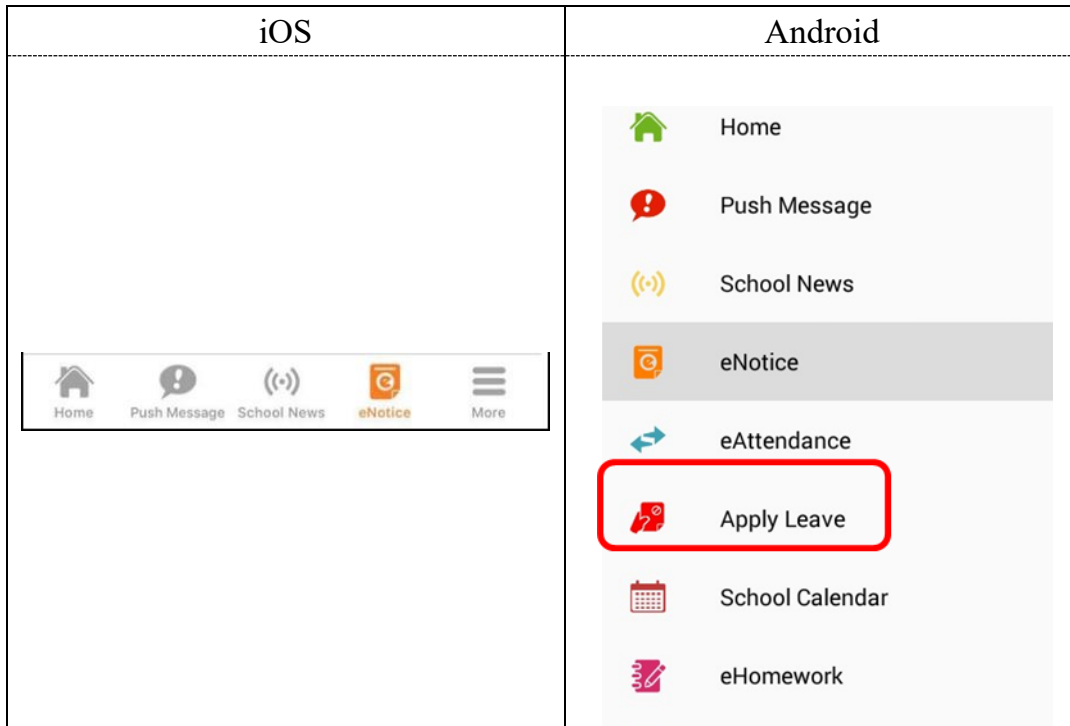 iOS
Android
Home
Push Message
School News
eNotice
More
Home
Push Message
School News
eNotice
eAttendance
Apply Leave
School Calendar
eHomework